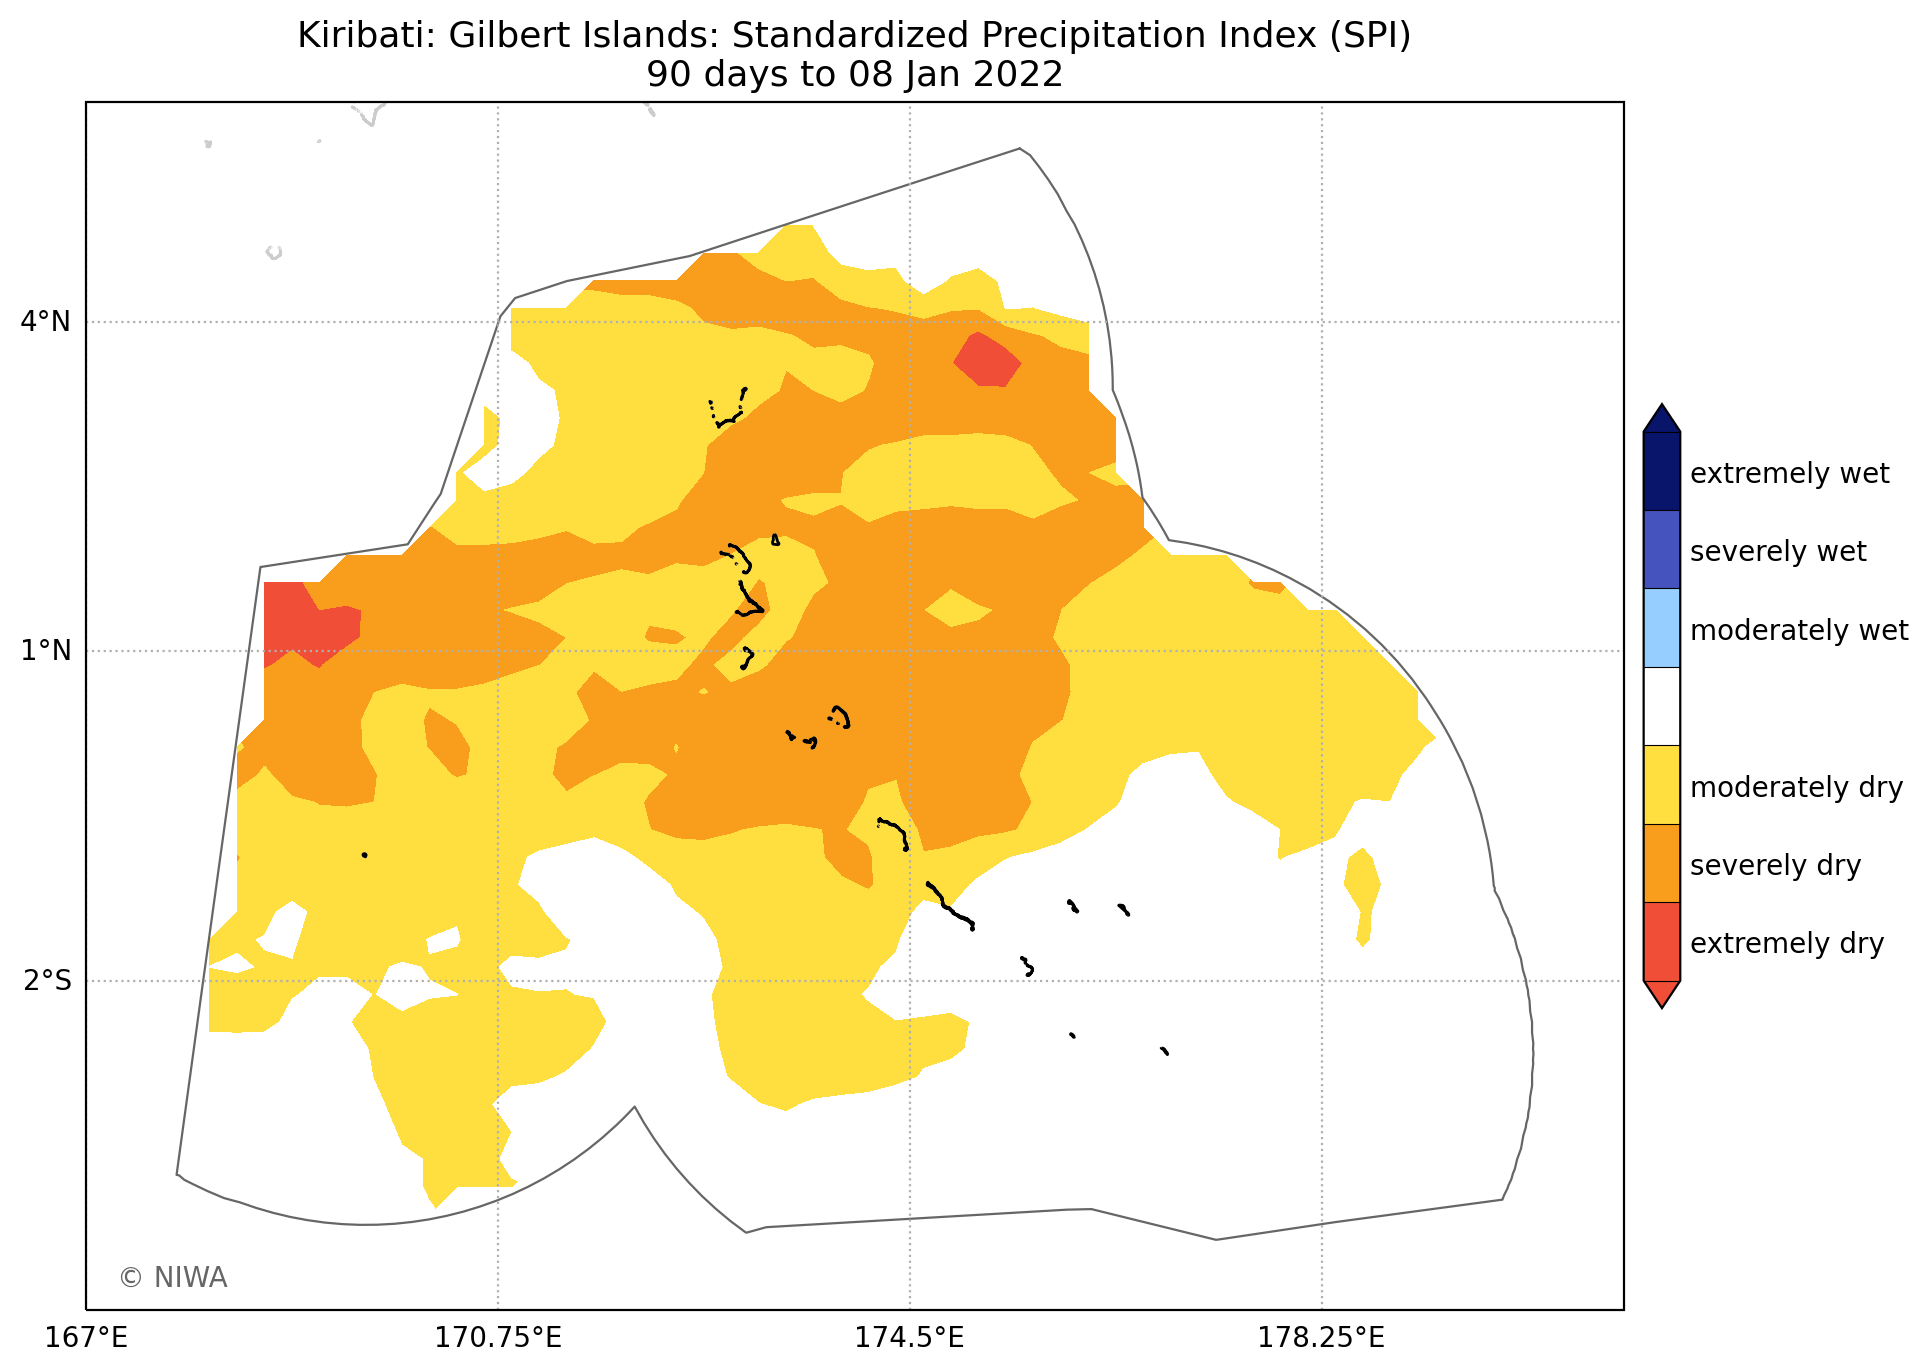 Kiribati: Gilbert Islands: Standardized Precipitation Index (SPI)
90 days to 08 Jan 2022
4°N
1°N
2°S
167°E
170.75°E
174.5°E
178.25°E
© NIWA
extremely wet
severely wet
moderately wet
moderately dry
severely dry
extremely dry